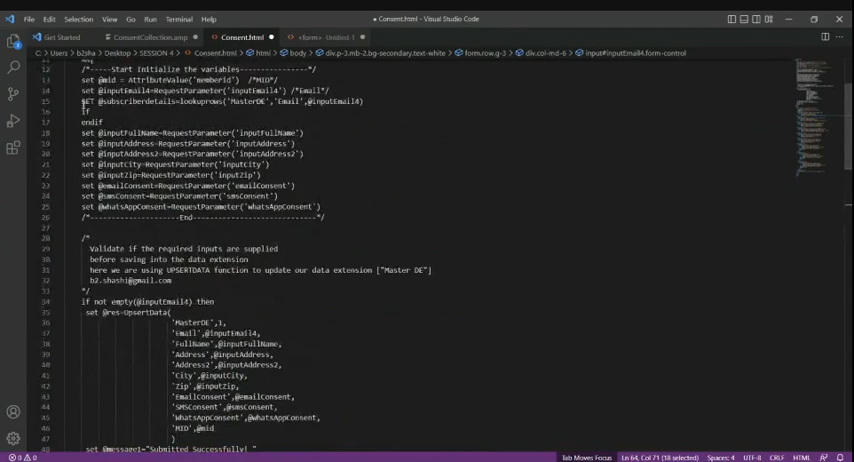 File Edit Selection View Go Run Terminal Help
● Consent.html - Visual Studio Code
Get Started
ConsentCollection.amp
Consent.html
<form> Untitled-1
C: > Users > b2sha > Desktop > SESSION 4 > Consent.html > html > body > div.p-3.mb-2.bg-secondary.text-white > form.row.g-3 > div.col-md-6 > input#inputEmail4.form-control
12 /*-----Start Initialize the variables---------------*/
13 set @mid = AttributeValue('memberid') /*MID*/
14 set @inputEmail4=RequestParameter('inputEmail4') /*Email*/
15 SET @subscriberdetails=lookuprows('MasterDE','Email',@inputEmail4)
16 if
17 endif
18 set @inputFullName=RequestParameter('inputFullName')
19 set @inputAddress=RequestParameter('inputAddress')
20 set @inputAddress2=RequestParameter('inputAddress2')
21 set @inputCity=RequestParameter('inputCity')
22 set @inputZip=RequestParameter('inputZip')
23 set @emailConsent=RequestParameter('emailConsent')
24 set @smsConsent=RequestParameter('smsConsent')
25 set @whatsAppConsent=RequestParameter('whatsAppConsent')
26 /*---------------------End----------------------------*/
27
28 /*
29 Validate if the required inputs are supplied
30 before saving into the data extension
31 here we are using UPSERTDATA function to update our data extension ["Master DE"]
32 b2.shashi@gmail.com
33 */
34 if not empty(@inputEmail4) then
35 set @res=UpsertData(
36 'MasterDE',1,
37 'Email',@inputEmail4,
38 'FullName',@inputFullName,
39 'Address',@inputAddress,
40 'Address2',@inputAddress2,
41 'City',@inputCity,
42 'Zip',@inputZip,
43 'EmailConsent',@emailConsent,
44 'SMSConsent',@smsConsent,
45 'WhatsAppConsent',@whatsAppConsent,
46 'MID',@mid
47 )
48 set @message1="Submitted Successfully! "
0 0
Tab Moves Focus
Ln 64, Col 71 (18 selected)
Spaces: 4
UTF-8
CRLF
HTML